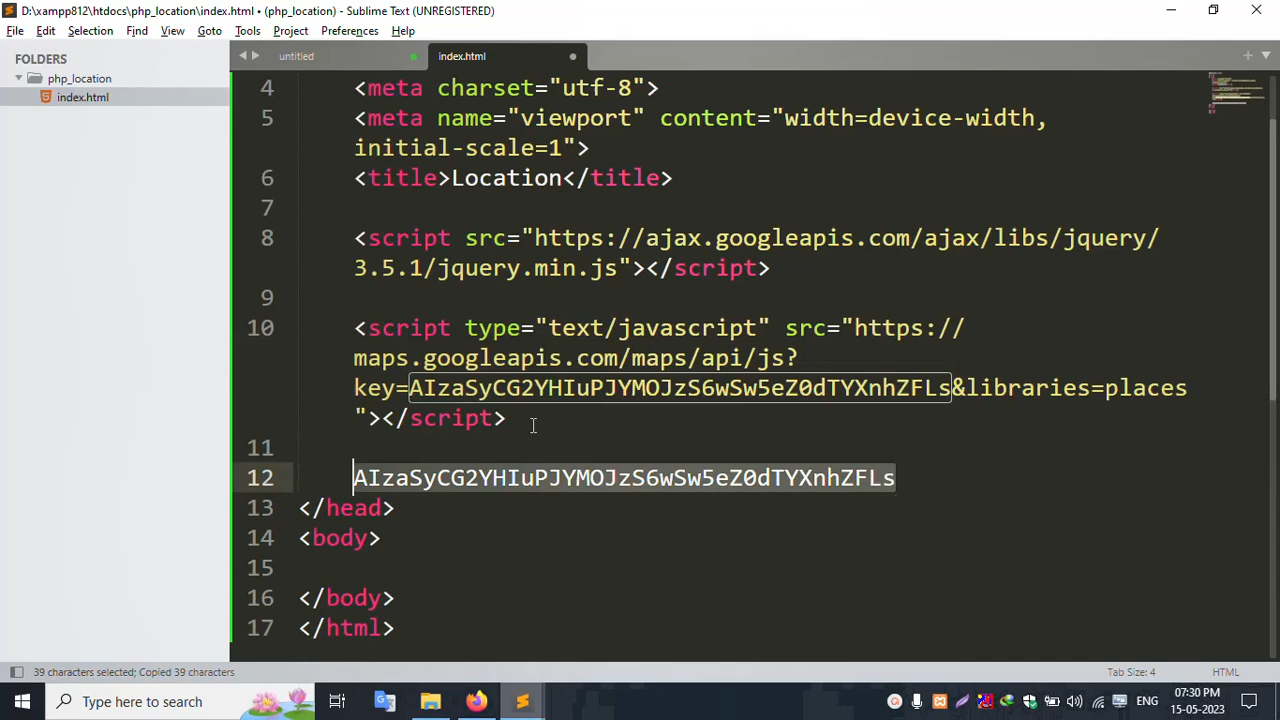 D:\xampp812\htdocs\php_location\index.html • (php_location) - Sublime Text (UNREGISTERED)
File Edit Selection Find View Goto Tools Project Preferences Help
FOLDERS
php_location
index.html
untitled
index.html
4 <meta charset="utf-8">
5 <meta name="viewport" content="width=device-width,
initial-scale=1">
6 <title>Location</title>
7
8 <script src="https://ajax.googleapis.com/ajax/libs/jquery/
3.5.1/jquery.min.js"></script>
9
10 <script type="text/javascript" src="https://
maps.googleapis.com/maps/api/js?
key=AIzaSyCG2YHIuPJYMOJzS6wSw5eZ0dTYXnhZFLs&libraries=places
"></script>
11
12 AIzaSyCG2YHIuPJYMOJzS6wSw5eZ0dTYXnhZFLs
13 </head>
14 <body>
15
16 </body>
17 </html>
39 characters selected; Copied 39 characters
Tab Size: 4
HTML
Type here to search
ENG
07:30 PM
15-05-2023